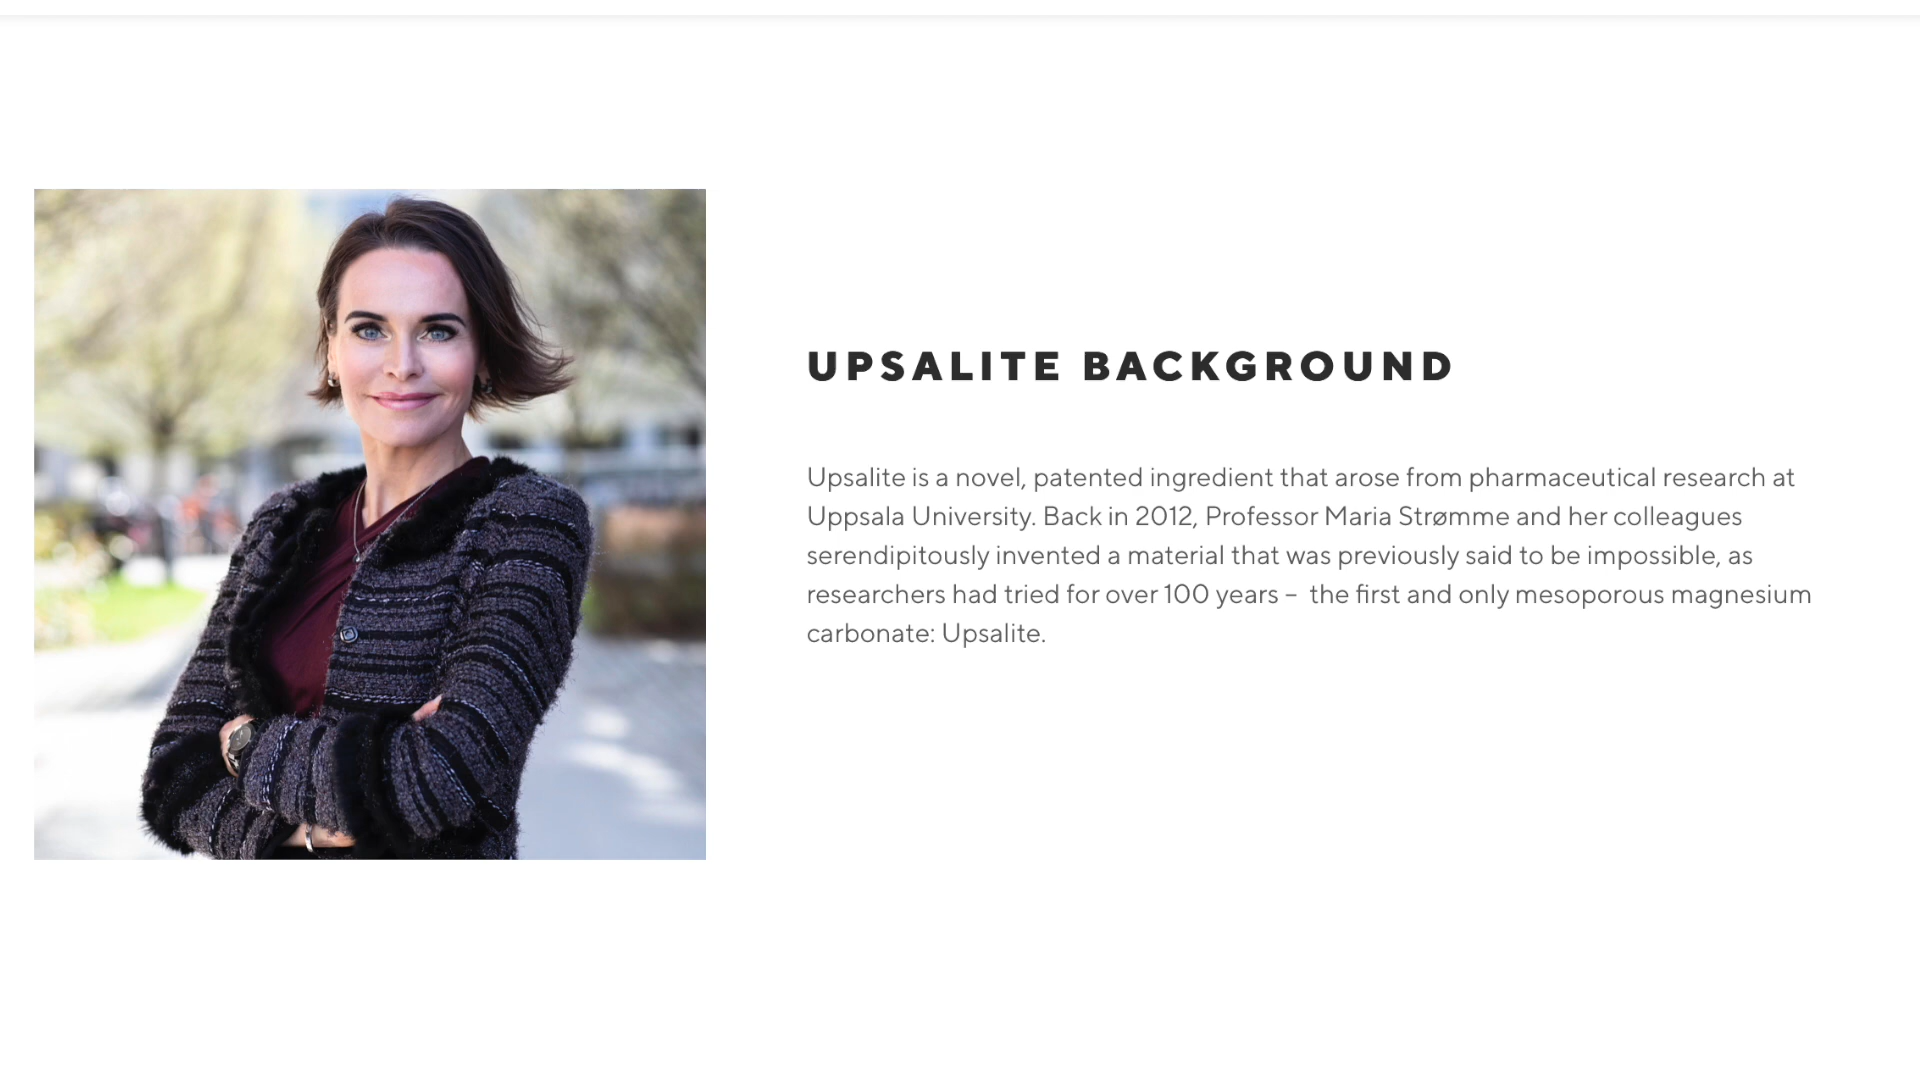 UPSALITE BACKGROUND
Upsalite is a novel, patented ingredient that arose from pharmaceutical research at
Uppsala University. Back in 2012, Professor Maria Strømme and her colleagues
serendipitously invented a material that was previously said to be impossible, as
researchers had tried for over 100 years –  the first and only mesoporous magnesium
carbonate: Upsalite.